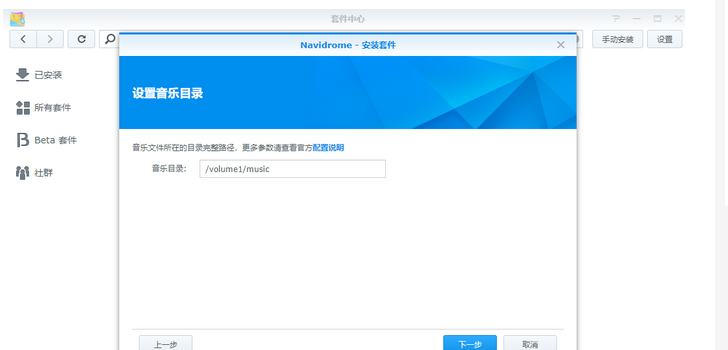 套件中心
Navidrome - 安装套件
手动安装
设置
已安装
所有套件
Beta 套件
社群
设置音乐目录
音乐文件所在的目录完整路径，更多参数请查看官方配置说明
音乐目录:
/volume1/music
上一步
下一步
取消